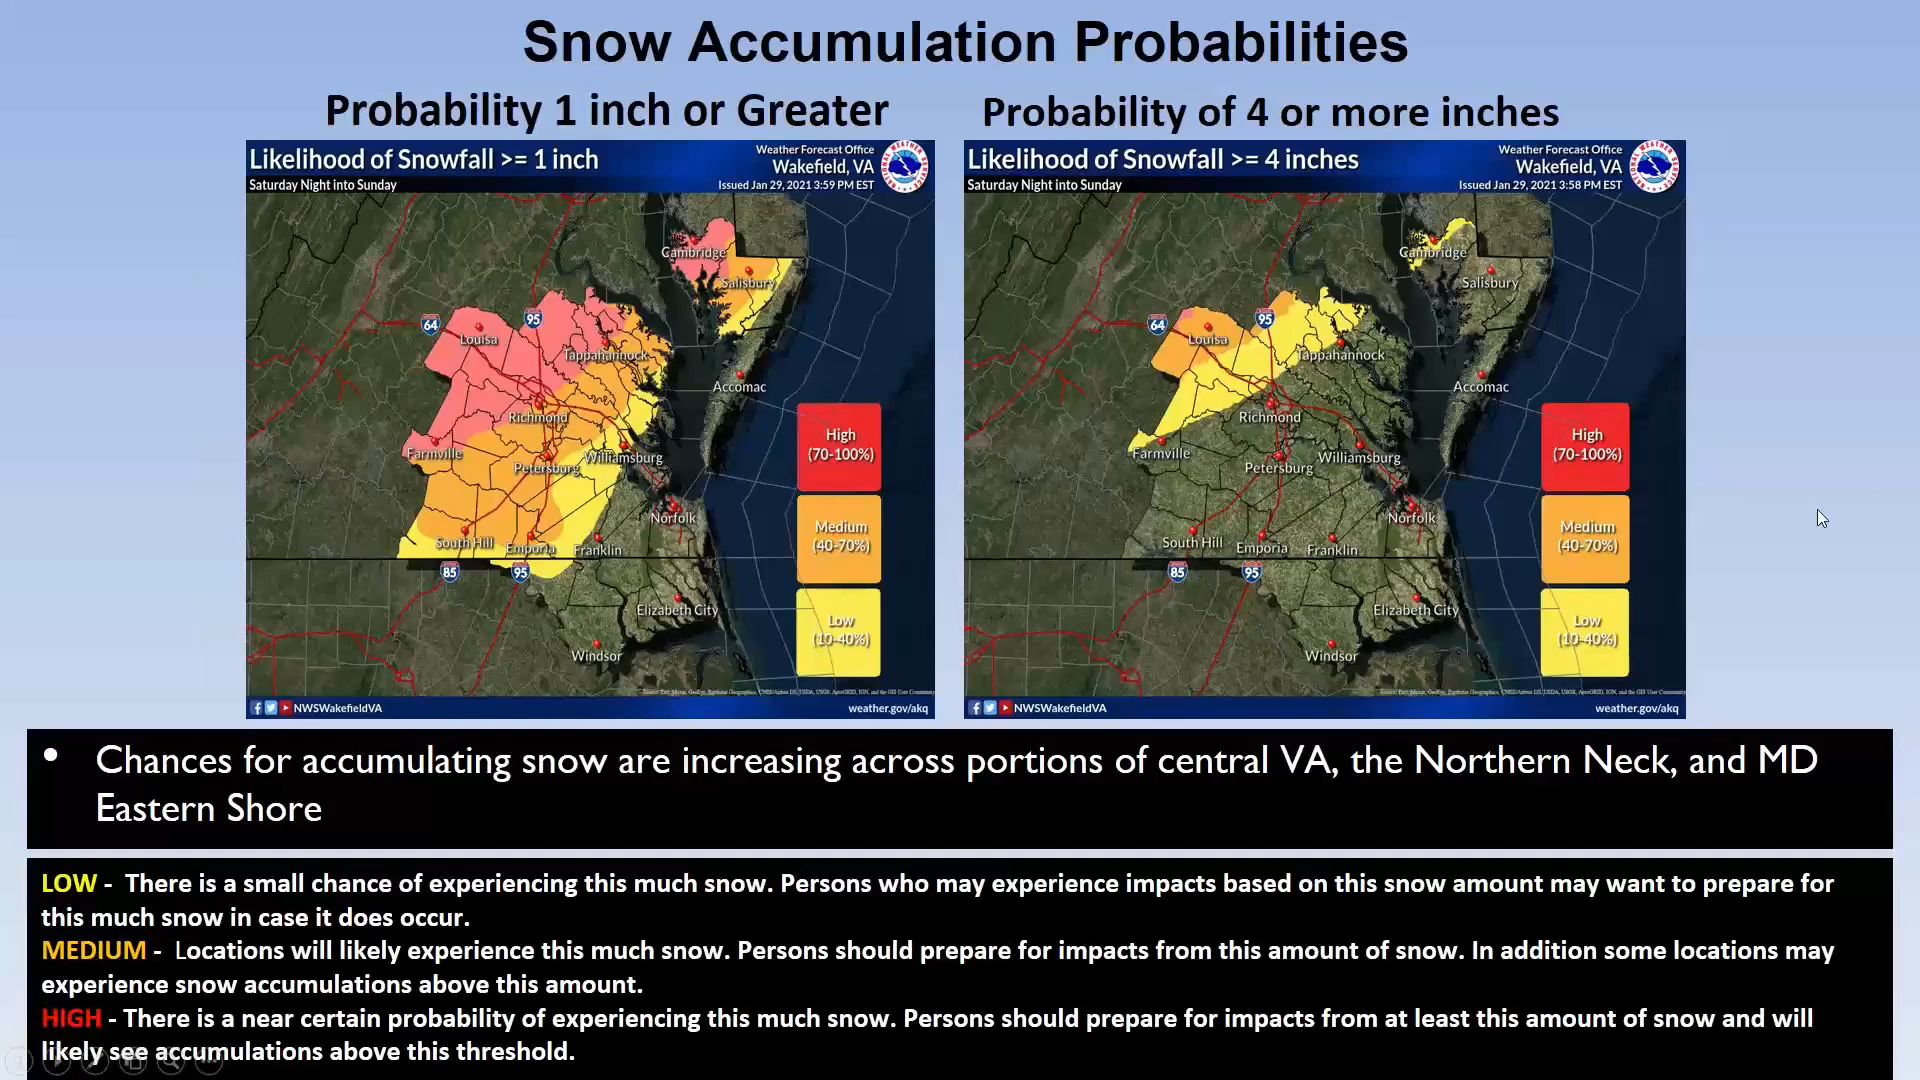 Snow Accumulation Probabilities
Probability 1 inch or Greater
Likelihood of Snowfall >= 1 inch
Saturday Night into Sunday
Weather Forecast Office
Wakefield, VA
Issued Jan 29, 2021 3:59 PM EST
NATIONAL WEATHER SERVICE
Cambridge
Salisbury
64
95
Louisa
Tappahannock
Accomac
Richmond
Farmville
Petersburg
Williamsburg
Norfolk
South Hill
Emporia
Franklin
85
95
Elizabeth City
Windsor
High
(70-100%)
Medium
(40-70%)
Low
(10-40%)
NWSWakefieldVA
weather.gov/akq
Probability of 4 or more inches
Likelihood of Snowfall >= 4 inches
Saturday Night into Sunday
Weather Forecast Office
Wakefield, VA
Issued Jan 29, 2021 3:58 PM EST
NATIONAL WEATHER SERVICE
Cambridge
Salisbury
64
95
Louisa
Tappahannock
Accomac
Richmond
Farmville
Petersburg
Williamsburg
Norfolk
South Hill
Emporia
Franklin
85
95
Elizabeth City
Windsor
High
(70-100%)
Medium
(40-70%)
Low
(10-40%)
NWSWakefieldVA
weather.gov/akq
• Chances for accumulating snow are increasing across portions of central VA, the Northern Neck, and MD
Eastern Shore
LOW - There is a small chance of experiencing this much snow. Persons who may experience impacts based on this snow amount may want to prepare for
this much snow in case it does occur.
MEDIUM - Locations will likely experience this much snow. Persons should prepare for impacts from this amount of snow. In addition some locations may
experience snow accumulations above this amount.
HIGH - There is a near certain probability of experiencing this much snow. Persons should prepare for impacts from at least this amount of snow and will
likely see accumulations above this threshold.